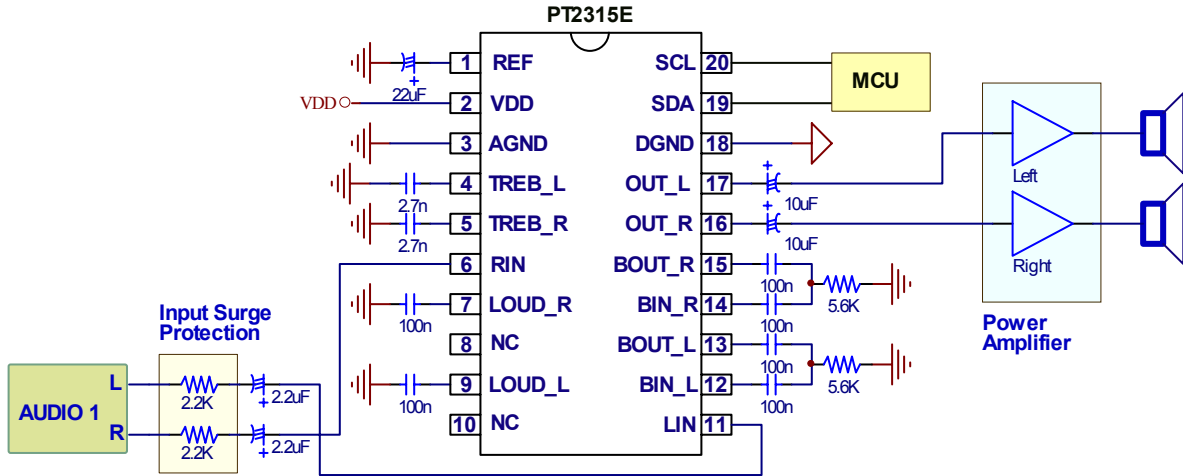 PT2315E
1 REF
22uF
+
VDD
2 VDD
3 AGND
4 TREB_L
2.7n
5 TREB_R
2.7n
6 RIN
7 LOUD_R
100n
8 NC
9 LOUD_L
100n
10 NC
SCL 20
SDA 19
MCU
DGND 18
OUT_L 17
+
10uF
OUT_R 16
+
10uF
BOUT_R 15
100n
BIN_R 14
100n
5.6K
BOUT_L 13
100n
BIN_L 12
100n
5.6K
LIN 11
Left
Right
Power
Amplifier
Input Surge
Protection
AUDIO 1
L
2.2K
+
2.2uF
R
2.2K
+
2.2uF